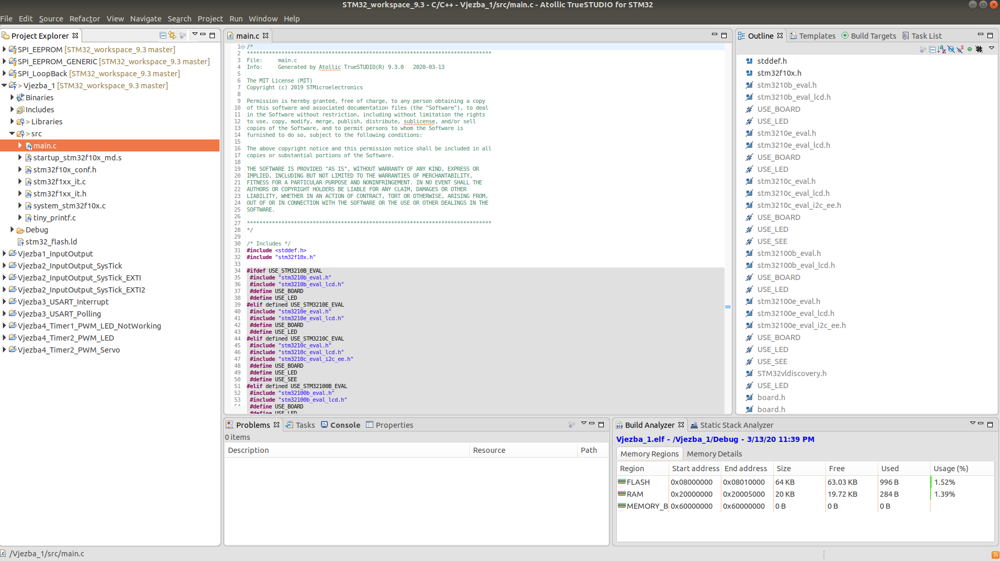 STM32_workspace_9.3 - C/C++ - Vjezba_1/src/main.c - Atollic TrueSTUDIO for STM32
File Edit Source Refactor View Navigate Search Project Run Window Help
Project Explorer
SPI_EEPROM [STM32_workspace_9.3 master]
SPI_EEPROM_GENERIC [STM32_workspace_9.3 master]
SPI_LoopBack [STM32_workspace_9.3 master]
> Vjezba_1 [STM32_workspace_9.3 master]
Binaries
Includes
> Libraries
> src
main.c
startup_stm32f10x_md.s
stm32f10x_conf.h
stm32f1xx_it.c
stm32f1xx_it.h
system_stm32f10x.c
tiny_printf.c
Debug
stm32_flash.ld
Vjezba1_InputOutput
Vjezba2_InputOutput_SysTick
Vjezba2_InputOutput_SysTick_EXTI
Vjezba2_InputOutput_SysTick_EXTI2
Vjezba3_USART_Interrupt
Vjezba3_USART_Polling
Vjezba4_Timer1_PWM_LED_NotWorking
Vjezba4_Timer2_PWM_LED
Vjezba4_Timer2_PWM_Servo
main.c
1 /*
2 ******************************************************************************
3 File: main.c
4 Info: Generated by Atollic TrueSTUDIO(R) 9.3.0 2020-03-13
5
6 The MIT License (MIT)
7 Copyright (c) 2019 STMicroelectronics
8
9 Permission is hereby granted, free of charge, to any person obtaining a copy
10 of this software and associated documentation files (the "Software"), to deal
11 in the Software without restriction, including without limitation the rights
12 to use, copy, modify, merge, publish, distribute, sublicense, and/or sell
13 copies of the Software, and to permit persons to whom the Software is
14 furnished to do so, subject to the following conditions:
15
16 The above copyright notice and this permission notice shall be included in all
17 copies or substantial portions of the Software.
18
19 THE SOFTWARE IS PROVIDED "AS IS", WITHOUT WARRANTY OF ANY KIND, EXPRESS OR
20 IMPLIED, INCLUDING BUT NOT LIMITED TO THE WARRANTIES OF MERCHANTABILITY,
21 FITNESS FOR A PARTICULAR PURPOSE AND NONINFRINGEMENT. IN NO EVENT SHALL THE
22 AUTHORS OR COPYRIGHT HOLDERS BE LIABLE FOR ANY CLAIM, DAMAGES OR OTHER
23 LIABILITY, WHETHER IN AN ACTION OF CONTRACT, TORT OR OTHERWISE, ARISING FROM,
24 OUT OF OR IN CONNECTION WITH THE SOFTWARE OR THE USE OR OTHER DEALINGS IN THE
25 SOFTWARE.
26
27 ******************************************************************************
28 */
29
30 /* Includes */
31 #include <stddef.h>
32 #include "stm32f10x.h"
33
34 #ifdef USE_STM3210B_EVAL
35 #include "stm3210b_eval.h"
36 #include "stm3210b_eval_lcd.h"
37 #define USE_BOARD
38 #define USE_LED
39 #elif defined USE_STM3210E_EVAL
40 #include "stm3210e_eval.h"
41 #include "stm3210e_eval_lcd.h"
42 #define USE_BOARD
43 #define USE_LED
44 #elif defined USE_STM3210C_EVAL
45 #include "stm3210c_eval.h"
46 #include "stm3210c_eval_lcd.h"
47 #include "stm3210c_eval_i2c_ee.h"
48 #define USE_BOARD
49 #define USE_LED
50 #define USE_SEE
51 #elif defined USE_STM32100B_EVAL
52 #include "stm32100b_eval.h"
53 #include "stm32100b_eval_lcd.h"
54 #define USE_BOARD
#define USE_LED
Outline Templates Build Targets Task List
stddef.h
stm32f10x.h
stm3210b_eval.h
stm3210b_eval_lcd.h
USE_BOARD
USE_LED
stm3210e_eval.h
stm3210e_eval_lcd.h
USE_BOARD
USE_LED
stm3210c_eval.h
stm3210c_eval_lcd.h
stm3210c_eval_i2c_ee.h
USE_BOARD
USE_LED
USE_SEE
stm32100b_eval.h
stm32100b_eval_lcd.h
USE_BOARD
USE_LED
stm32100e_eval.h
stm32100e_eval_lcd.h
stm32100e_eval_i2c_ee.h
USE_BOARD
USE_LED
USE_SEE
STM32vldiscovery.h
USE_LED
board.h
board.h
Problems Tasks Console Properties
0 items
Description Resource Path
Build Analyzer Static Stack Analyzer
Vjezba_1.elf - /Vjezba_1/Debug - 3/13/20 11:39 PM
Memory Regions Memory Details
Region Start address End address Size Free Used Usage (%)
FLASH 0x08000000 0x08010000 64 KB 63.03 KB 996 B 1.52%
RAM 0x20000000 0x20005000 20 KB 19.72 KB 284 B 1.39%
MEMORY_B 0x60000000 0x60000000 0 B 0 B 0 B
/Vjezba_1/src/main.c